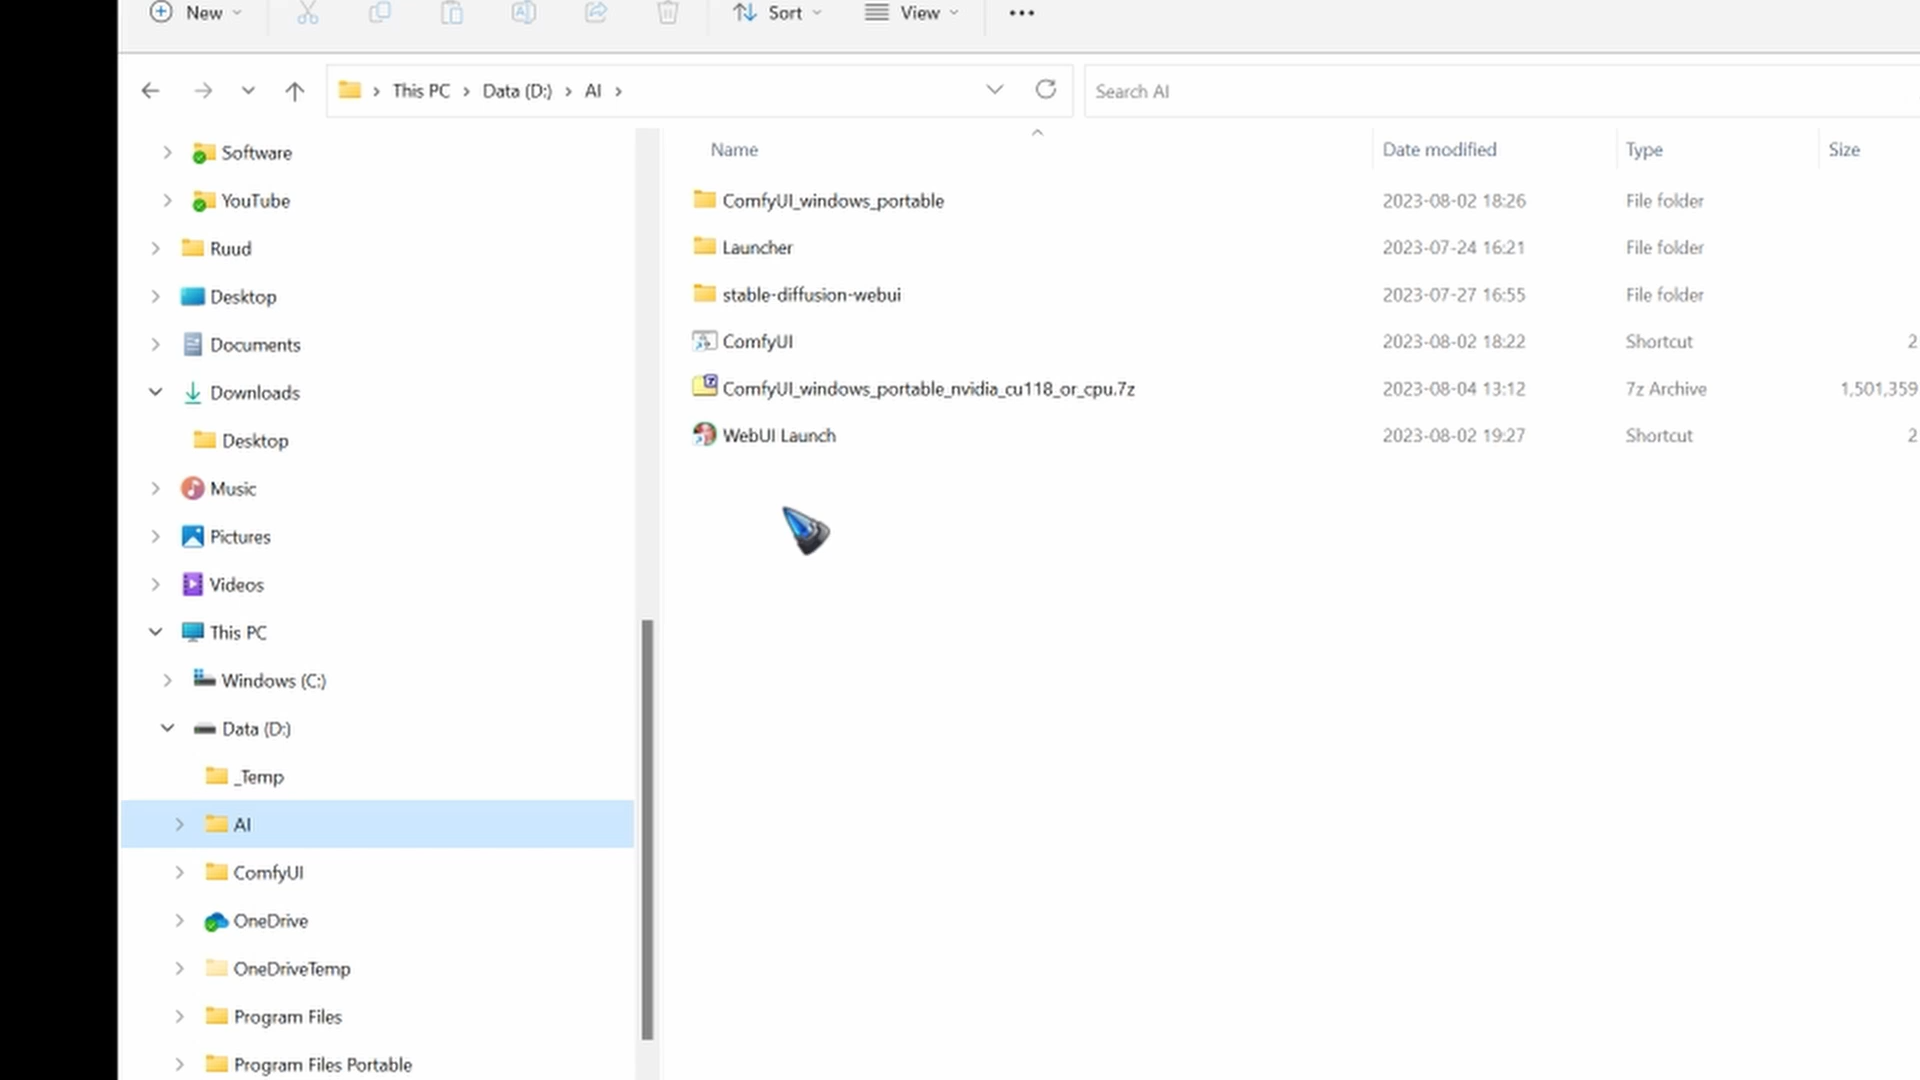 New Sort View
This PC Data (D:) AI Search AI
Name Date modified Type Size
Software
YouTube
Ruud
Desktop
Documents
Downloads
Desktop
Music
Pictures
Videos
This PC
Windows (C:)
Data (D:)
_Temp
AI
ComfyUI
OneDrive
OneDriveTemp
Program Files
Program Files Portable
ComfyUI_windows_portable 2023-08-02 18:26 File folder
Launcher 2023-07-24 16:21 File folder
stable-diffusion-webui 2023-07-27 16:55 File folder
ComfyUI 2023-08-02 18:22 Shortcut 2
ComfyUI_windows_portable_nvidia_cu118_or_cpu.7z 2023-08-04 13:12 7z Archive 1,501,359
WebUI Launch 2023-08-02 19:27 Shortcut 2